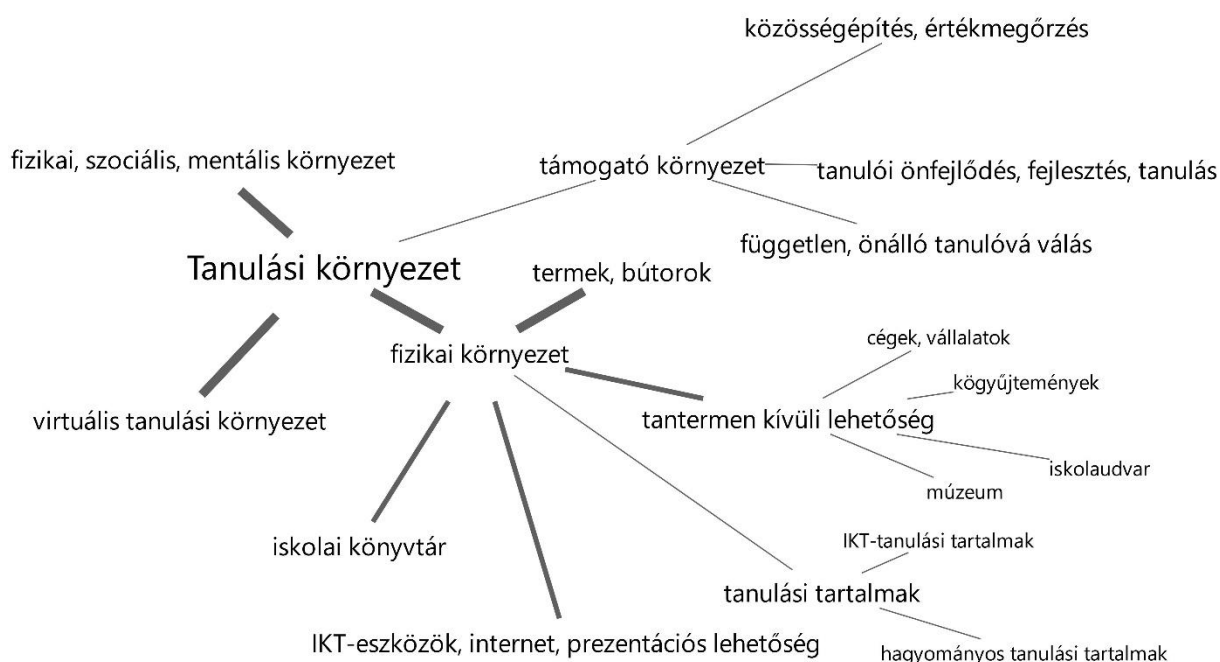 közösségépítés, értékmegőrzés
fizikai, szociális, mentális környezet
támogató környezet
tanulói önfejlődés, fejlesztés, tanulás
független, önálló tanulóvá válás
Tanulási környezet
termek, bútorok
fizikai környezet
cégek, vállalatok
kögyűjtemények
virtuális tanulási környezet
tantermen kívüli lehetőség
iskolaudvar
múzeum
iskolai könyvtár
IKT-tanulási tartalmak
tanulási tartalmak
IKT-eszközök, internet, prezentációs lehetőség
hagyományos tanulási tartalmak